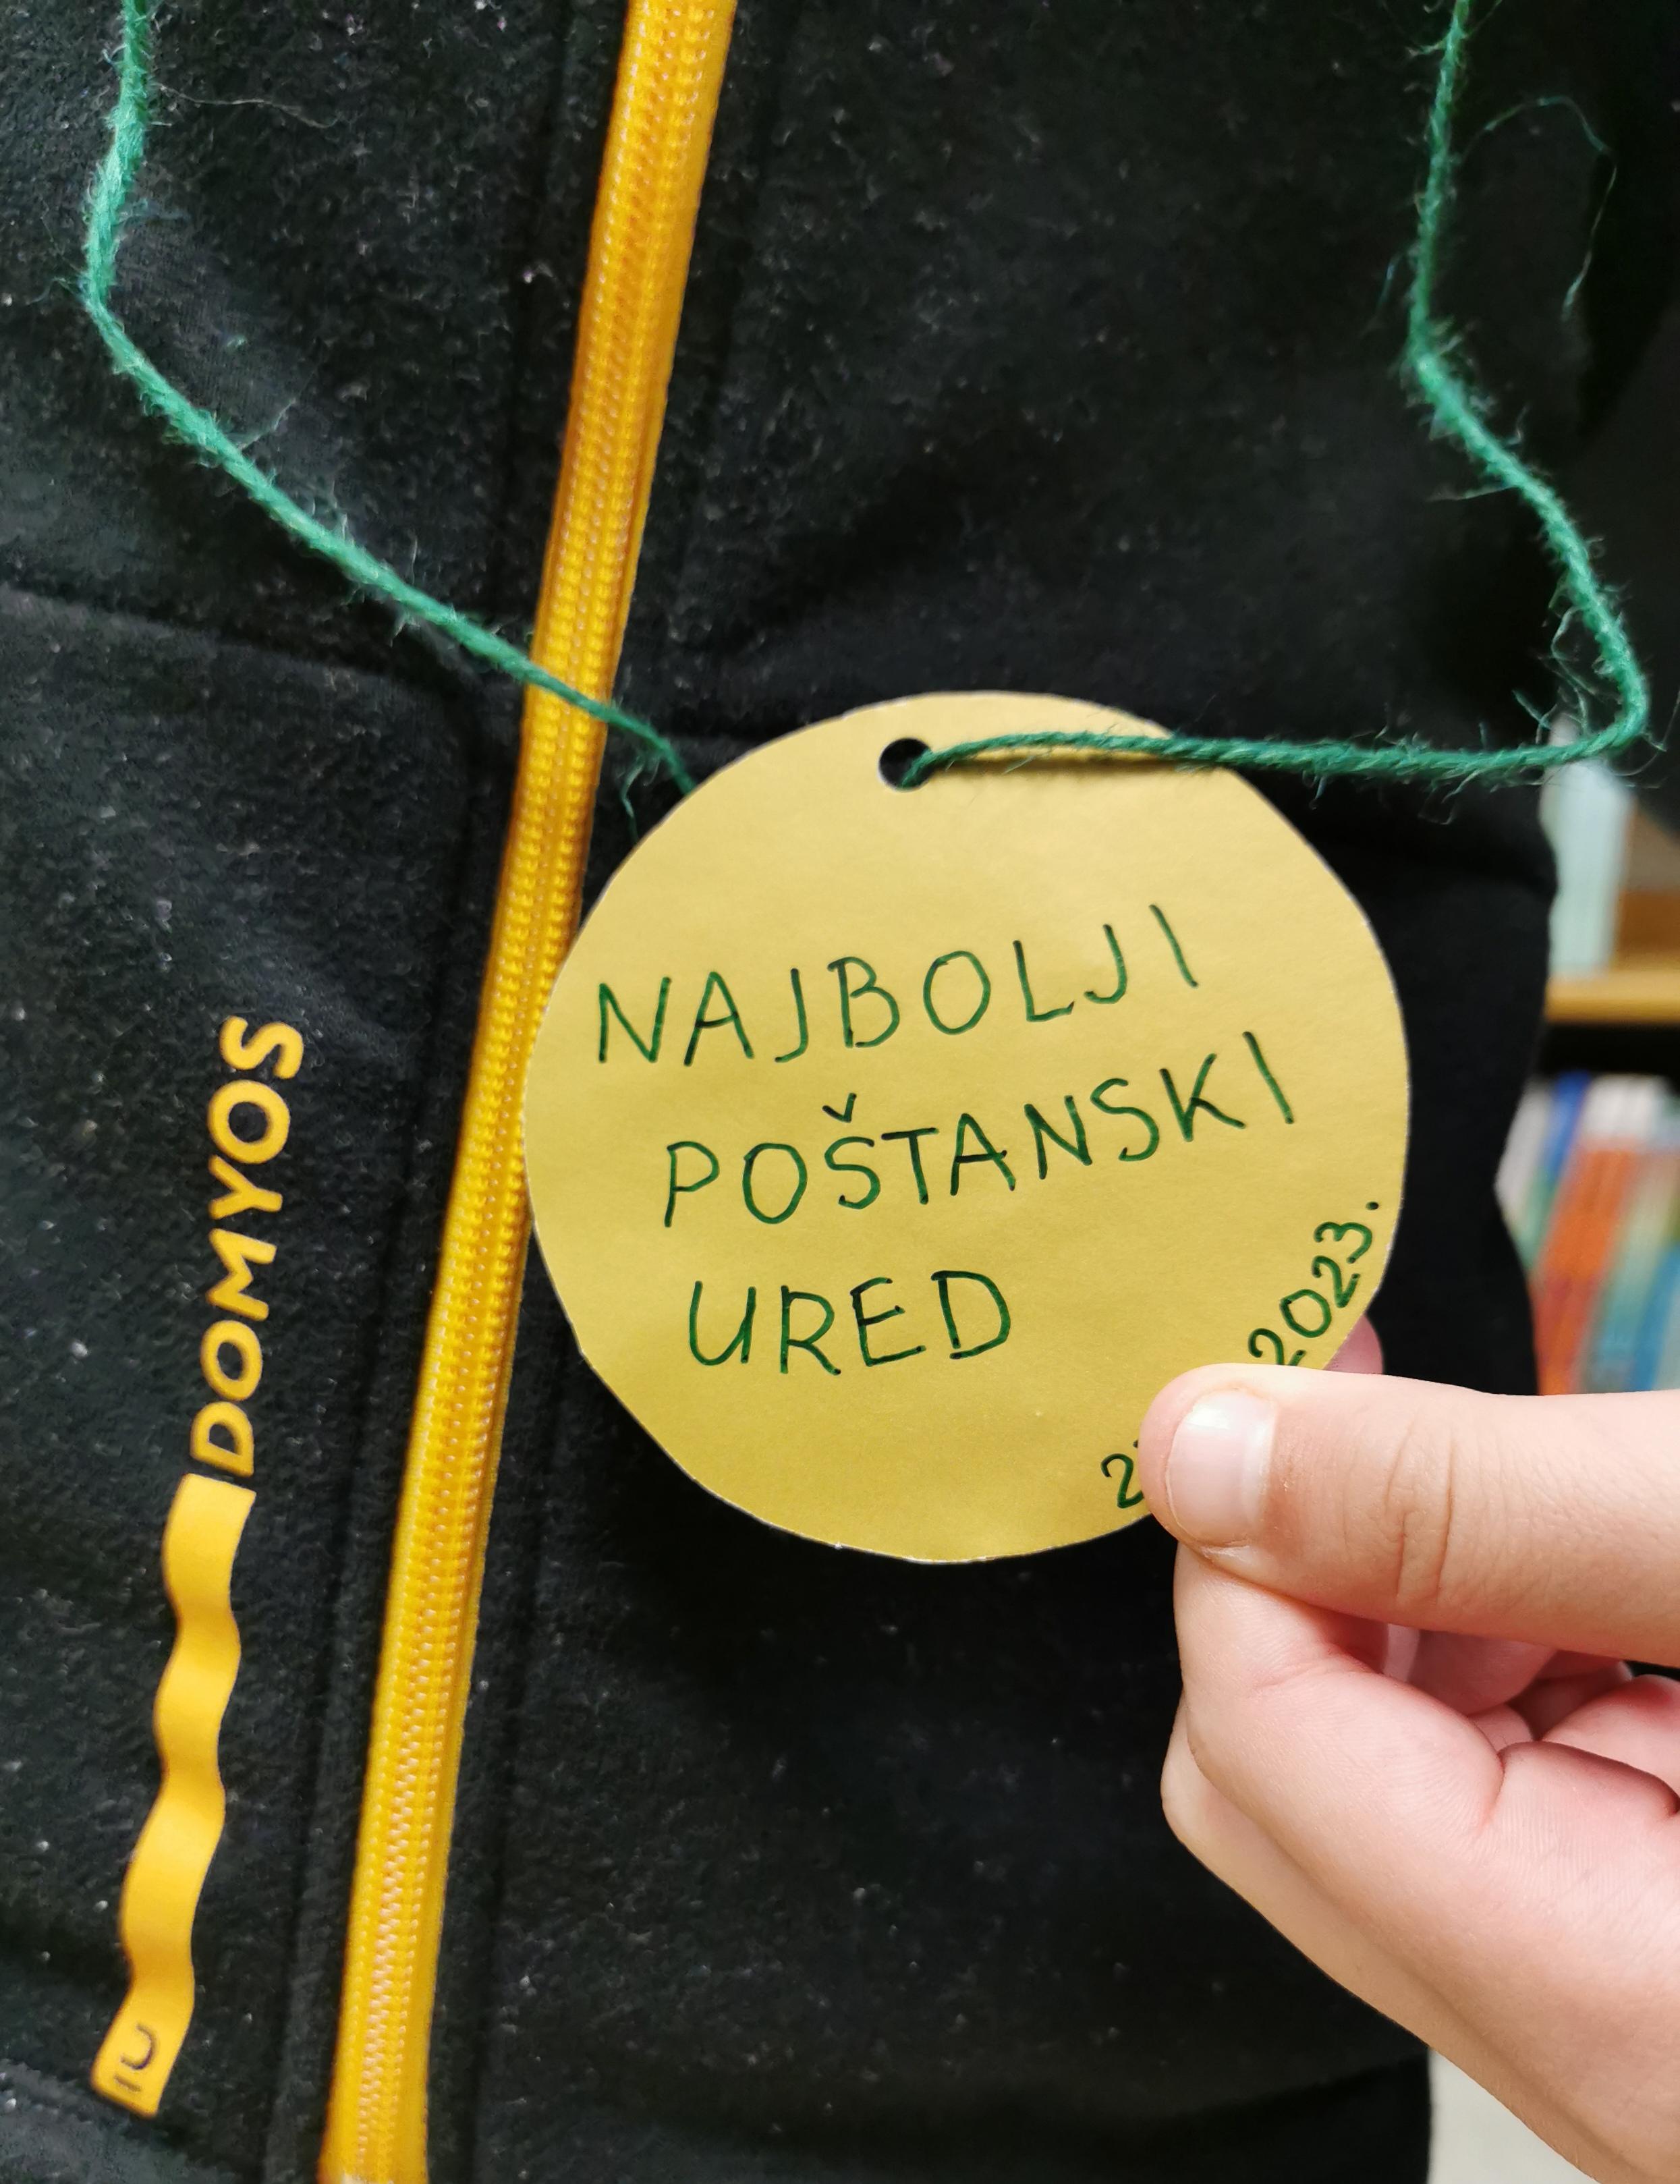 NAJBOLJI
POŠTANSKI
URED
2023.
DOMYOS